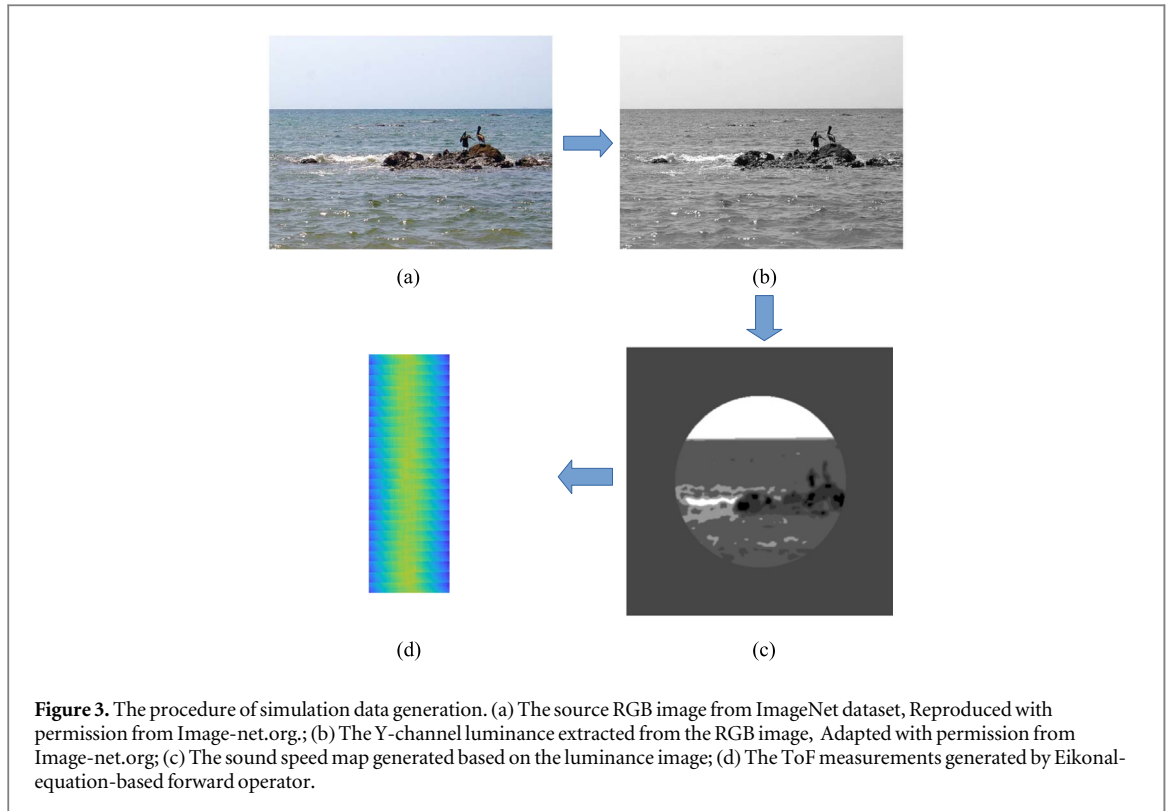 (a)
(b)
(d)
(c)
Figure 3. The procedure of simulation data generation. (a) The source RGB image from ImageNet dataset, Reproduced with
permission from Image-net.org.; (b) The Y-channel luminance extracted from the RGB image, Adapted with permission from
Image-net.org; (c) The sound speed map generated based on the luminance image; (d) The ToF measurements generated by Eikonal-
equation-based forward operator.